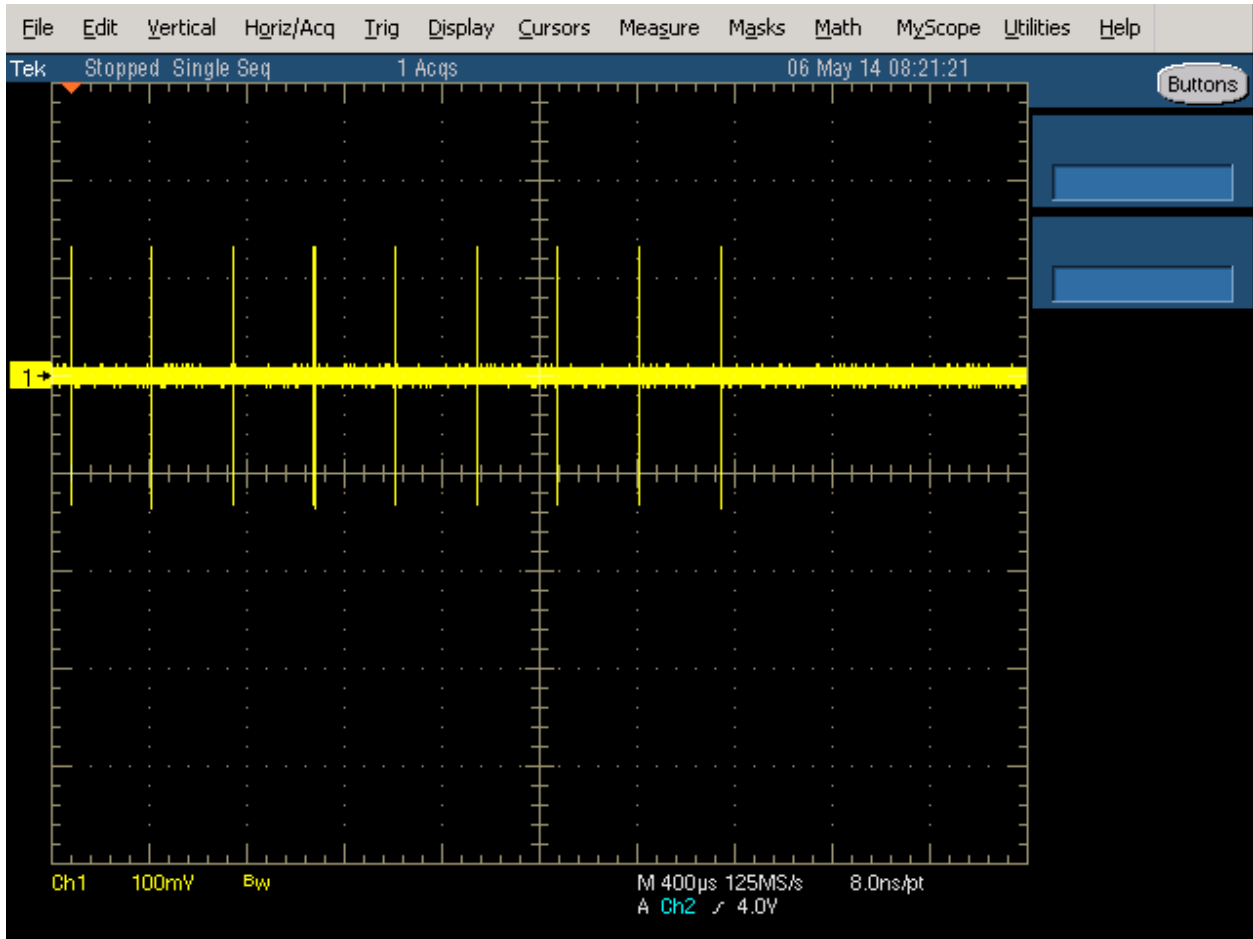 File Edit Vertical Horiz/Acq Trig Display Cursors Measure Masks Math MyScope Utilities Help
Tek Stopped Single Seq 1 Acqs 06 May 14 08:21:21 Buttons
1
Ch1 100mV Bw M 400µs 125MS/s 8.0ns/pt
A Ch2 / 4.0V